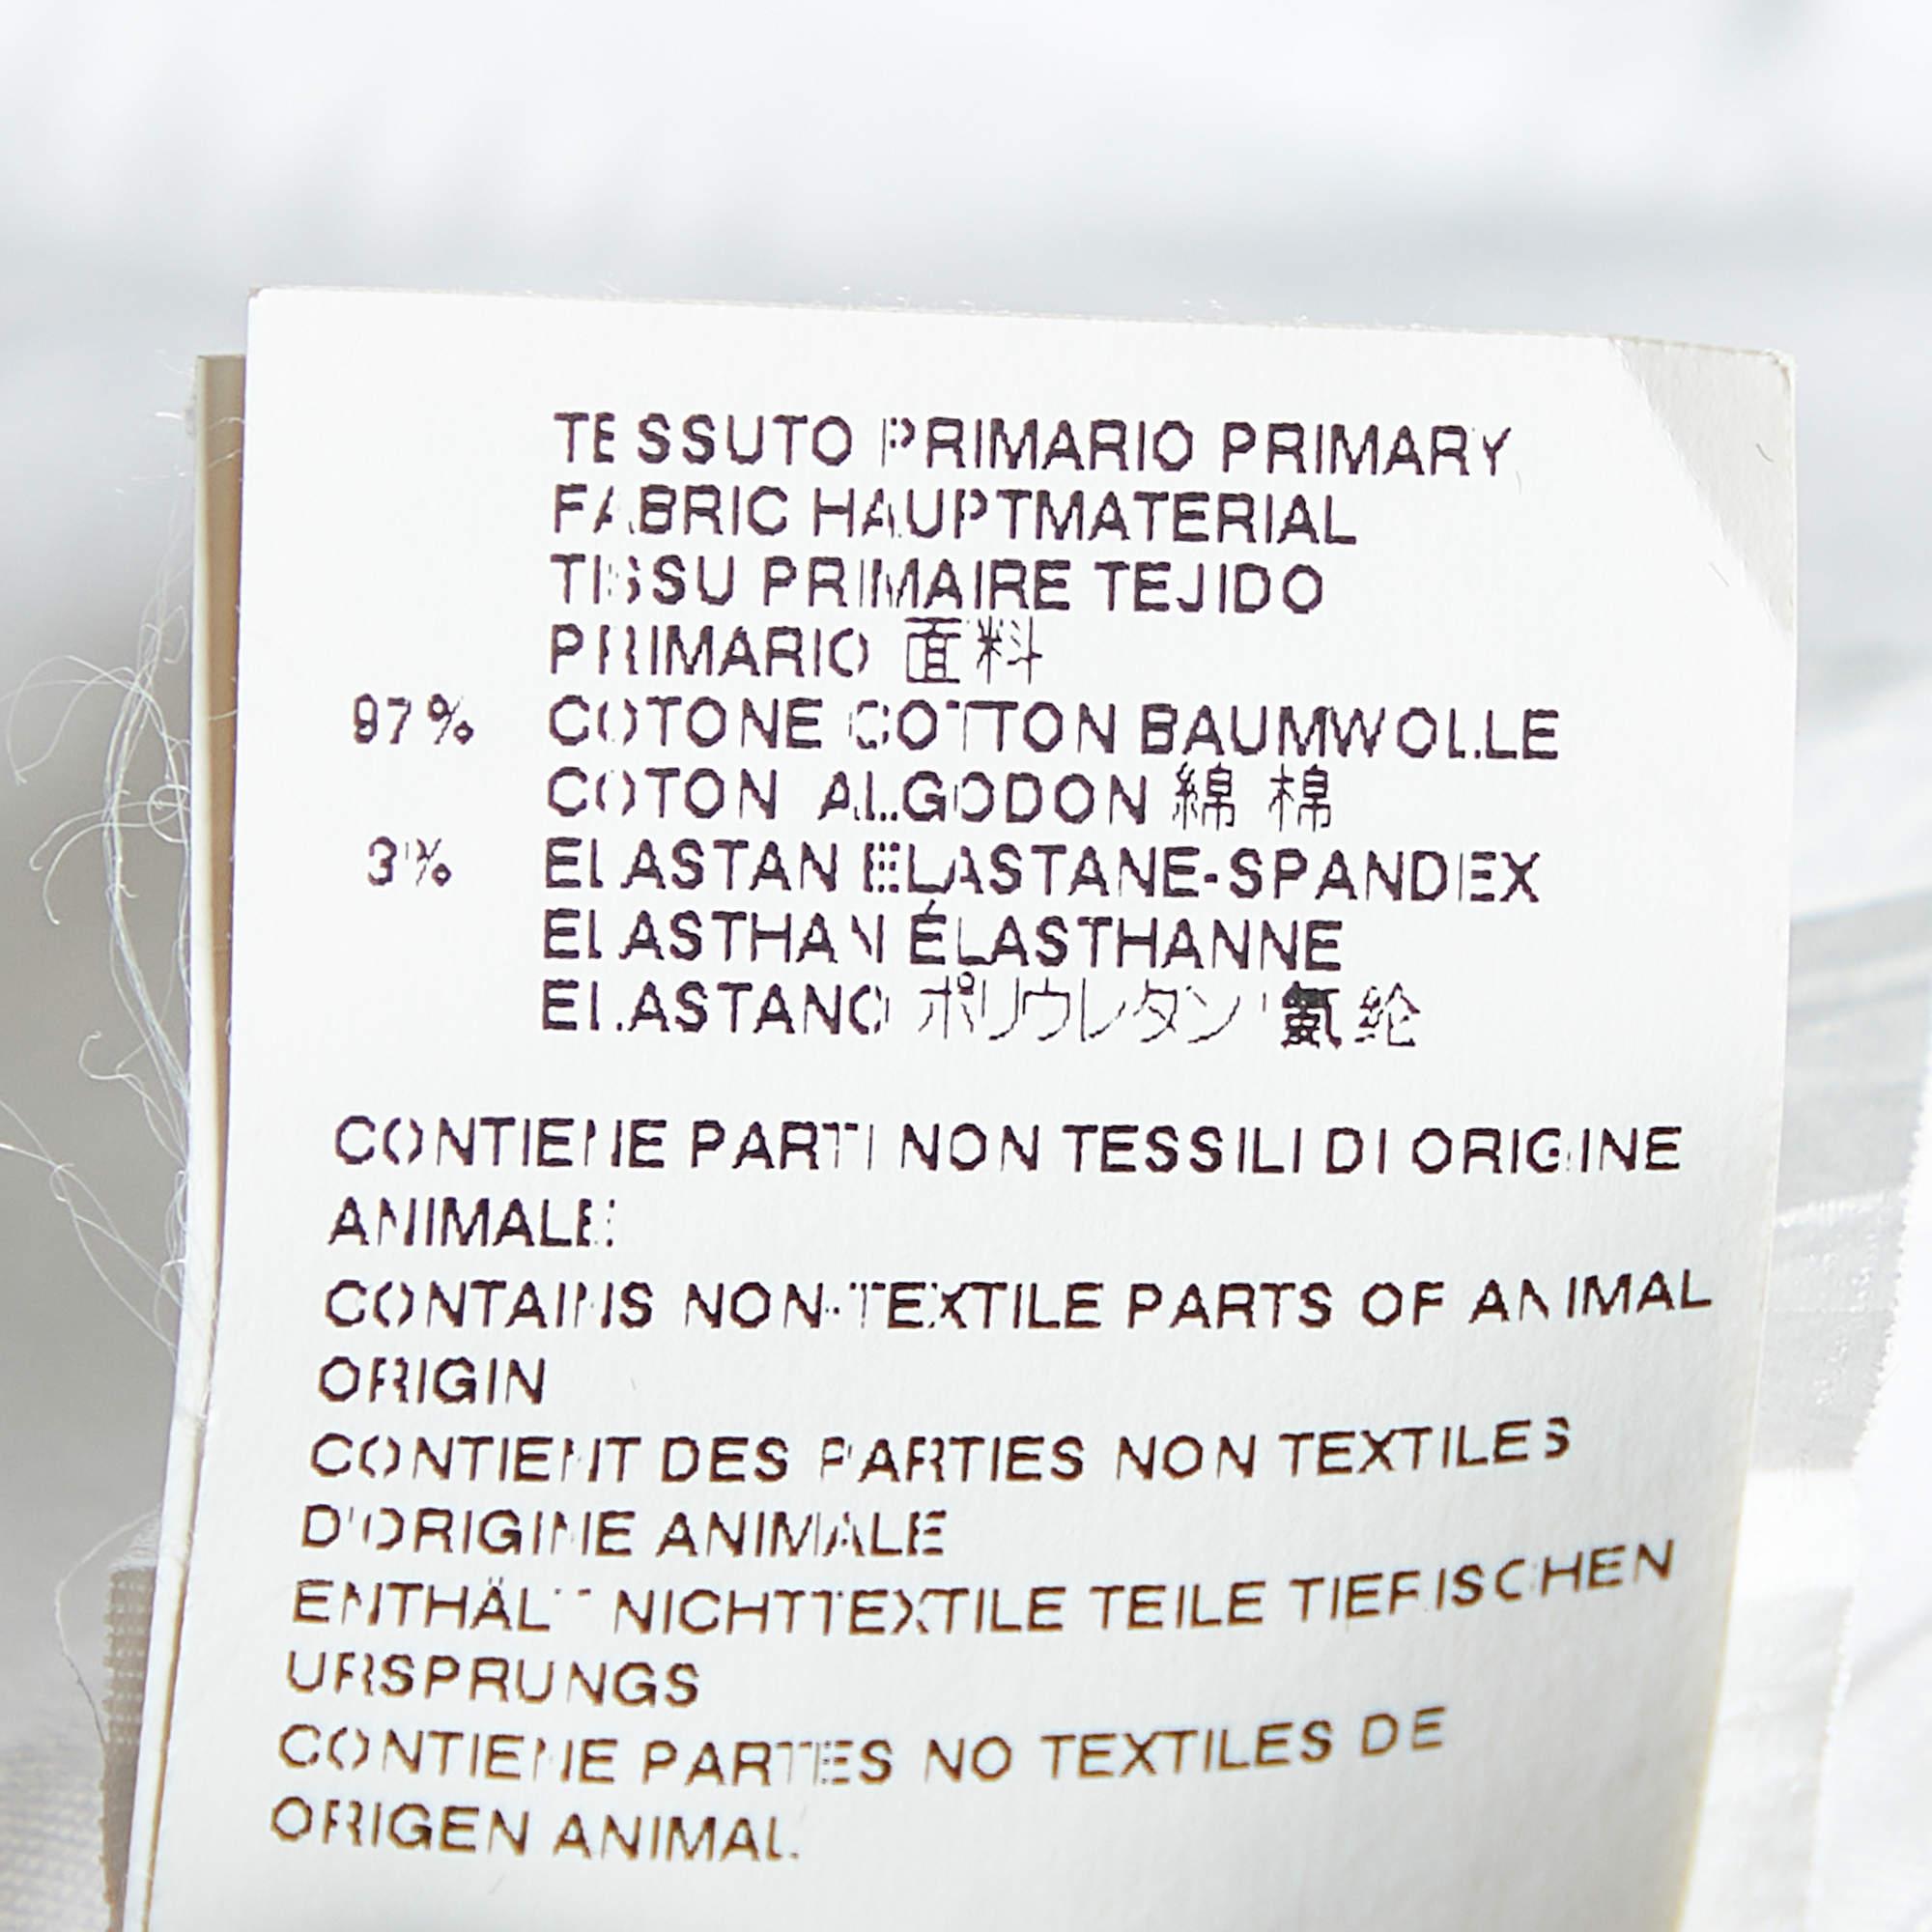 TESSUTO PRIMARIO PRIMARY
FABRIC HAUPTMATERIAL
TISSU PRIMAIRE TEJIDO
PRIMARIO 面料
97% COTONE COTTON BAUMWOLLE
COTON ALGODON 綿 棉
3% ELASTAN ELASTANE-SPANDEX
ELASTHAN ÉLASTHANNE
ELASTANO ポリウレタン 氨纶
CONTIENE PARTI NON TESSILI DI ORIGINE
ANIMALE
CONTAINS NON-TEXTILE PARTS OF ANIMAL
ORIGIN
CONTIENT DES PARTIES NON TEXTILES
D'ORIGINE ANIMALE
ENTHÄLT NICHTTEXTILE TEILE TIERISCHEN
URSPRUNGS
CONTIENE PARTES NO TEXTILES DE
ORIGEN ANIMAL.